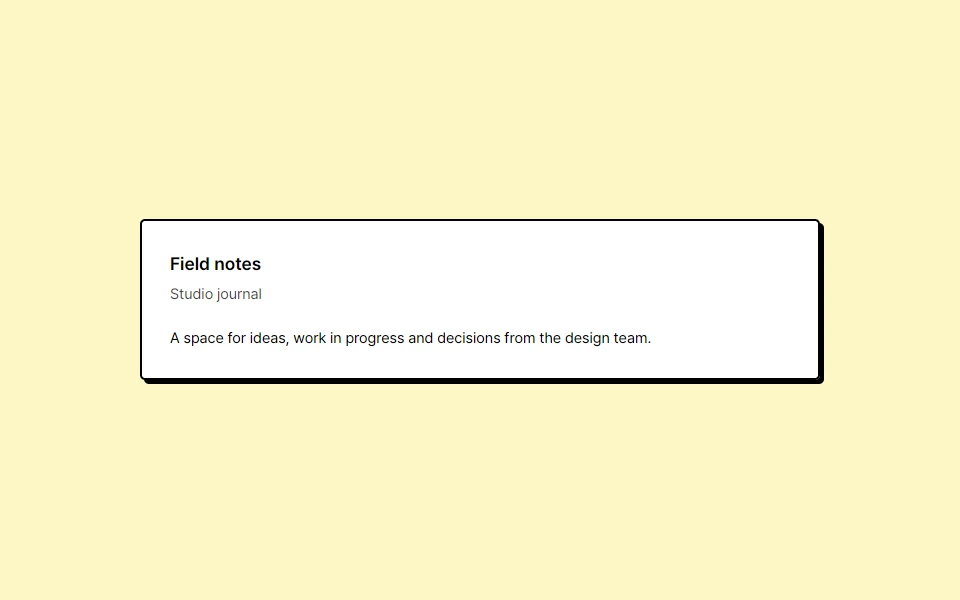 Field notes
Studio journal
A space for ideas, work in progress and decisions from the design team.